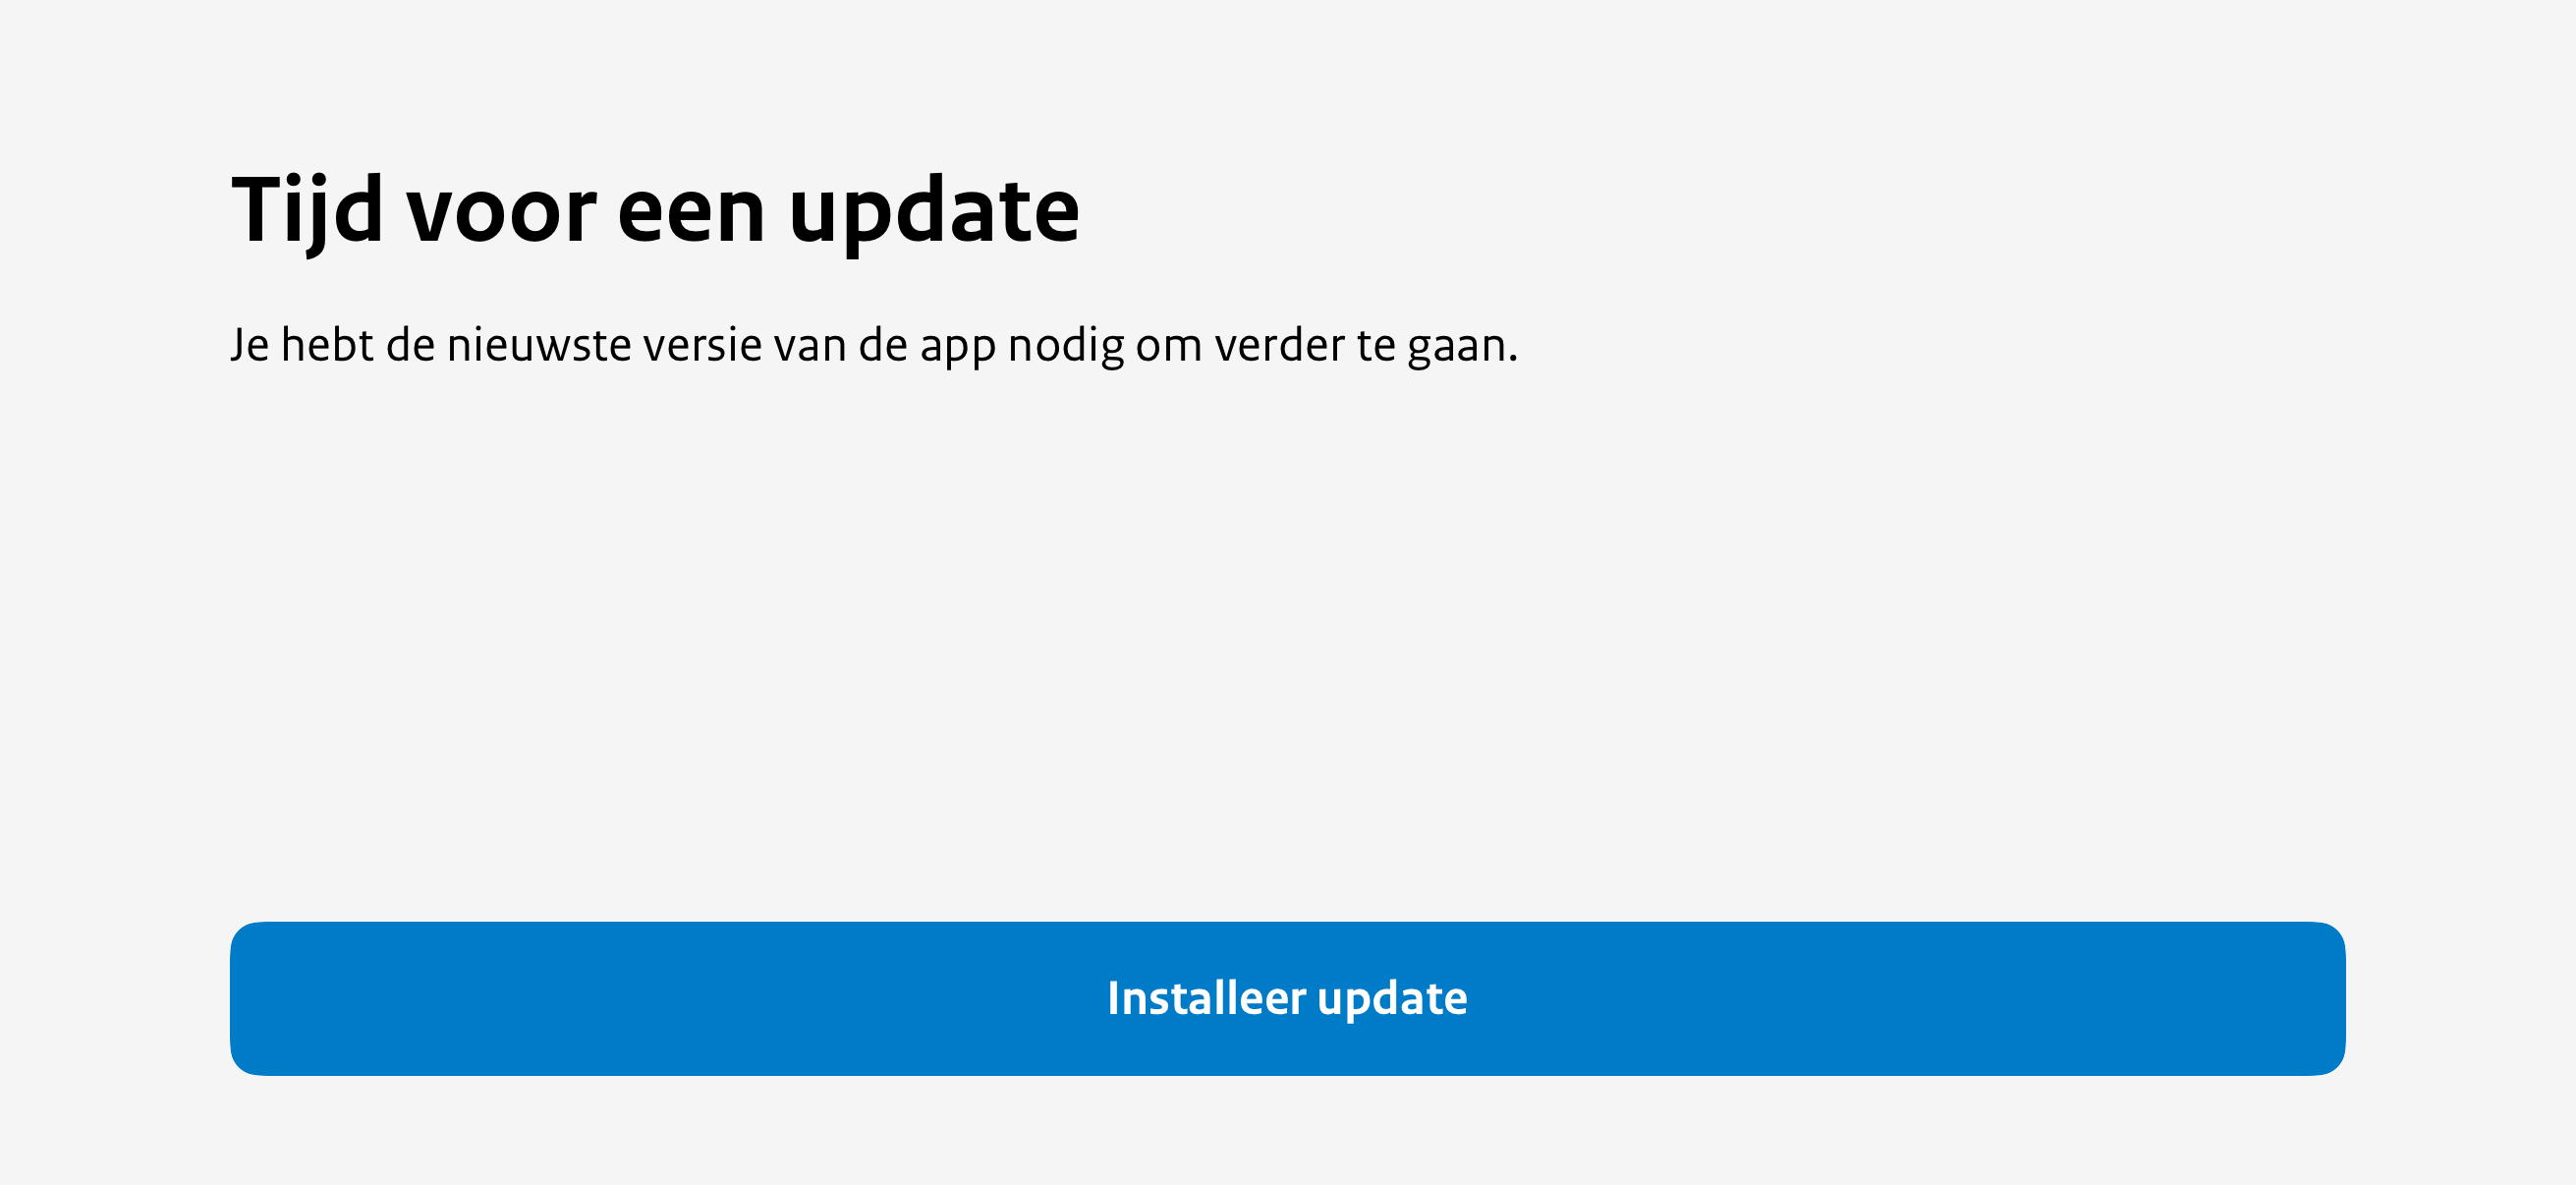 Tijd voor een update
Je hebt de nieuwste versie van de app nodig om verder te gaan.
Installeer update